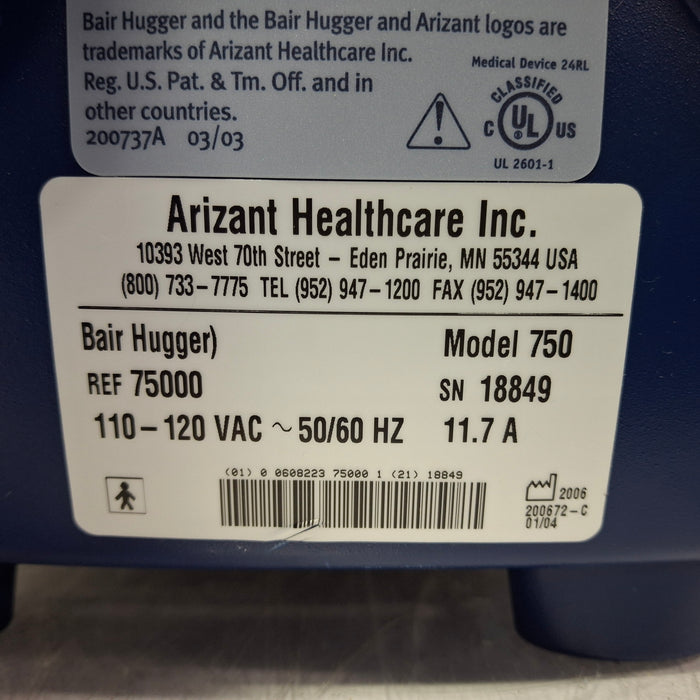 Bair Hugger and the Bair Hugger and Arizant logos are
trademarks of Arizant Healthcare Inc.
Reg. U.S. Pat. & Tm. Off. and in
other countries.
200737A 03/03
Medical Device 24RL
CLASSIFIED
C UL US
UL 2601-1
Arizant Healthcare Inc.
10393 West 70th Street – Eden Prairie, MN 55344 USA
(800) 733–7775 TEL (952) 947–1200 FAX (952) 947–1400
Bair Hugger) Model 750
REF 75000 SN 18849
110–120 VAC ~ 50/60 HZ 11.7 A
(01) 0 0608223 75000 1 (21) 18849
2006
200672–C
01/04